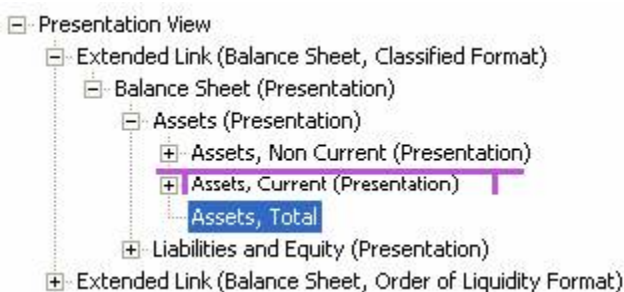 Presentation View
Extended Link (Balance Sheet, Classified Format)
Balance Sheet (Presentation)
Assets (Presentation)
Assets, Non Current (Presentation)
Assets, Current (Presentation)
Assets, Total
Liabilities and Equity (Presentation)
Extended Link (Balance Sheet, Order of Liquidity Format)